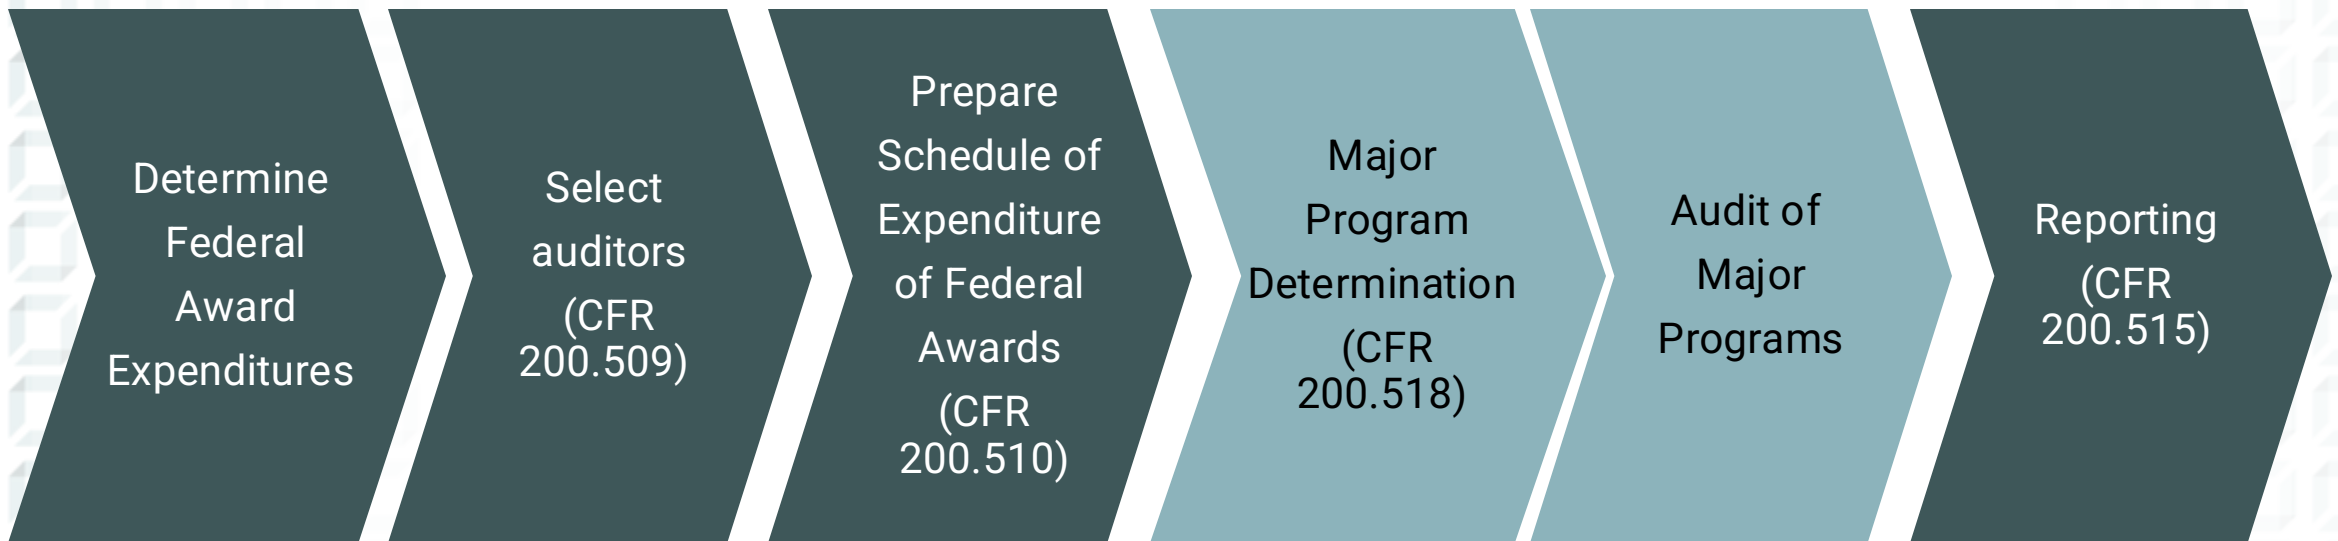 Determine
Federal
Award
Expenditures
Select
auditors
(CFR
200.509)
Prepare
Schedule of
Expenditure
of Federal
Awards
(CFR
200.510)
Major
Program
Determination
(CFR
200.518)
Audit of
Major
Programs
Reporting
(CFR
200.515)